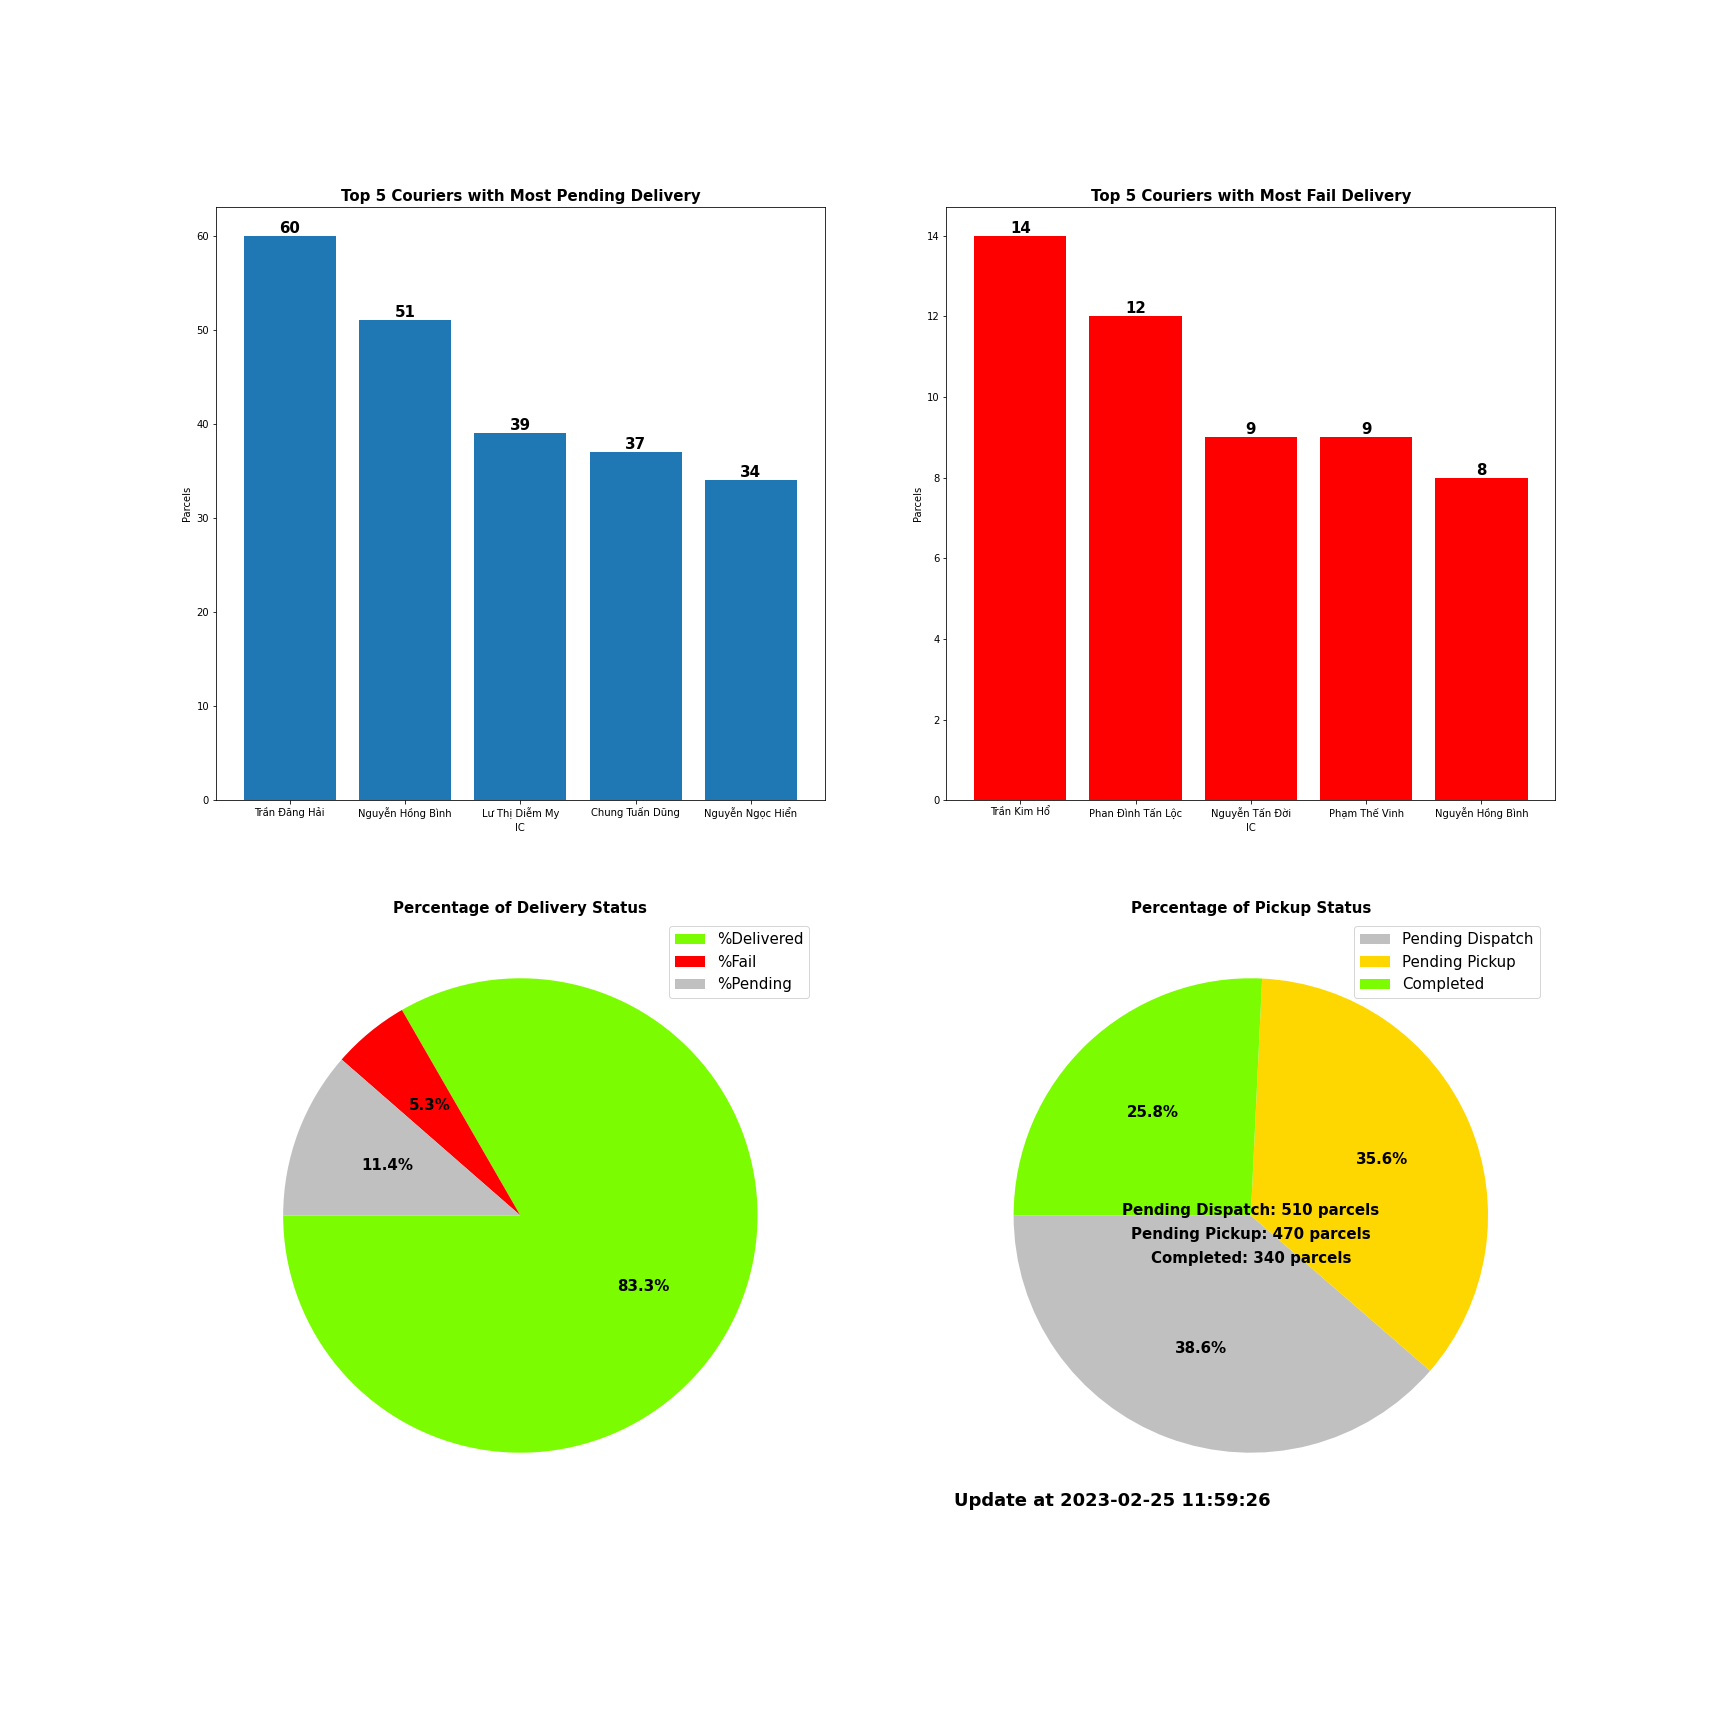 Top 5 Couriers with Most Pending Delivery
60
51
39
37
34
60
50
40
30
20
10
0
Parcels
Trần Đăng Hải
Nguyễn Hồng Bình
Lư Thị Diễm My
Chung Tuấn Dũng
Nguyễn Ngọc Hiển
IC
Top 5 Couriers with Most Fail Delivery
14
12
9
9
8
14
12
10
8
6
4
2
0
Parcels
Trần Kim Hổ
Phan Đình Tấn Lộc
Nguyễn Tấn Đời
Phạm Thế Vinh
Nguyễn Hồng Bình
IC
Percentage of Delivery Status
%Delivered
%Fail
%Pending
5.3%
11.4%
83.3%
Percentage of Pickup Status
Pending Dispatch
Pending Pickup
Completed
25.8%
35.6%
Pending Dispatch: 510 parcels
Pending Pickup: 470 parcels
Completed: 340 parcels
38.6%
Update at 2023-02-25 11:59:26